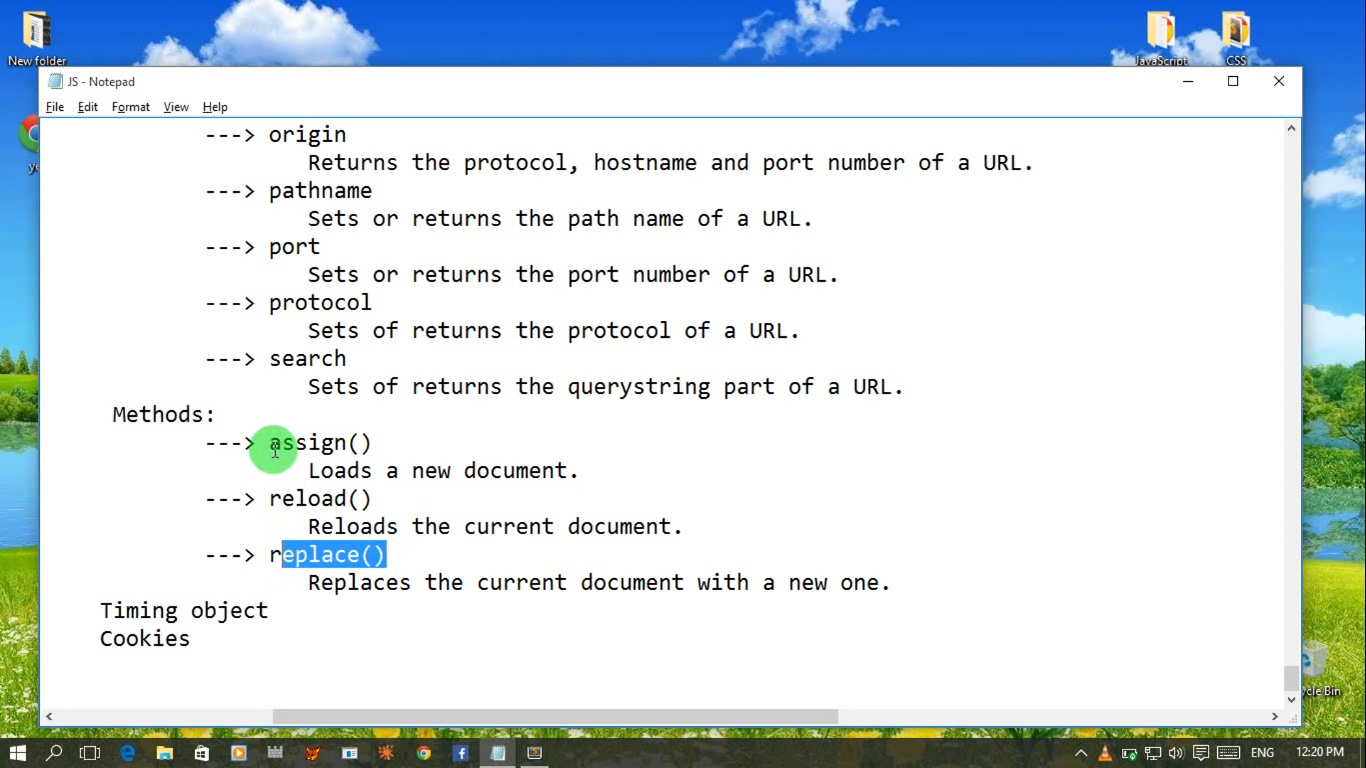 New folder
JavaScript
CSS
JS - Notepad
File Edit Format View Help
---> origin
Returns the protocol, hostname and port number of a URL.
---> pathname
Sets or returns the path name of a URL.
---> port
Sets or returns the port number of a URL.
---> protocol
Sets of returns the protocol of a URL.
---> search
Sets of returns the querystring part of a URL.
Methods:
---> assign()
Loads a new document.
---> reload()
Reloads the current document.
---> replace()
Replaces the current document with a new one.
Timing object
Cookies
Bin
ENG 12:20 PM